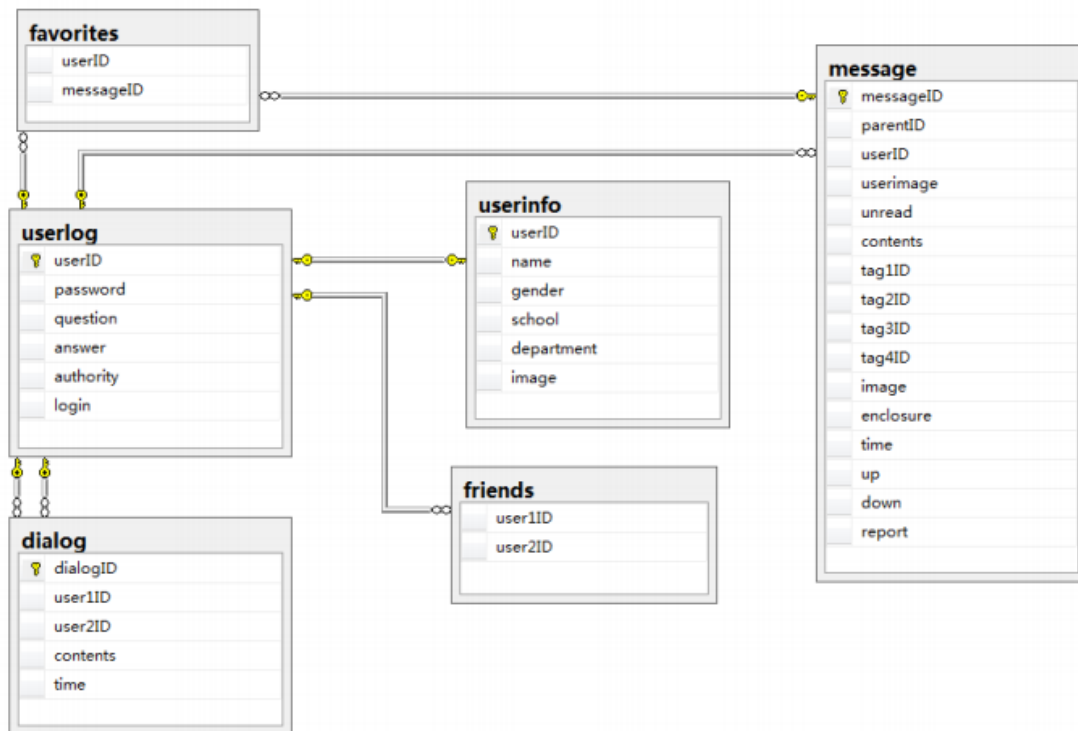 favorites
userID
messageID
message
messageID
parentID
userID
userimage
unread
contents
tag1ID
tag2ID
tag3ID
tag4ID
image
enclosure
time
up
down
report
userlog
userID
password
question
answer
authority
login
userinfo
userID
name
gender
school
department
image
friends
user1ID
user2ID
dialog
dialogID
user1ID
user2ID
contents
time